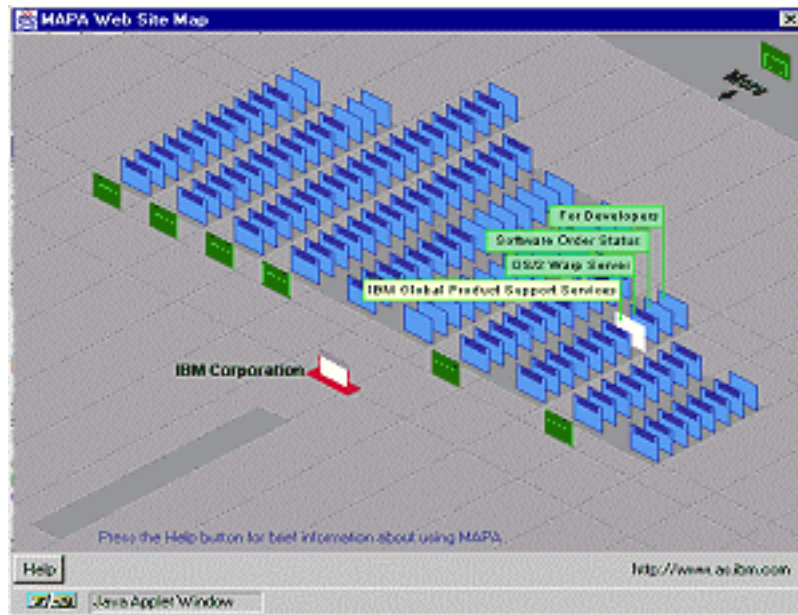 MAPA Web Site Map
More
For Developers
Software Order Status
OS/2 Warp Server
IBM Global Product Support Services
IBM Corporation
Press the Help button for brief information about using MAPA.
Help
http://www.as.ibm.com
Java Applet Window